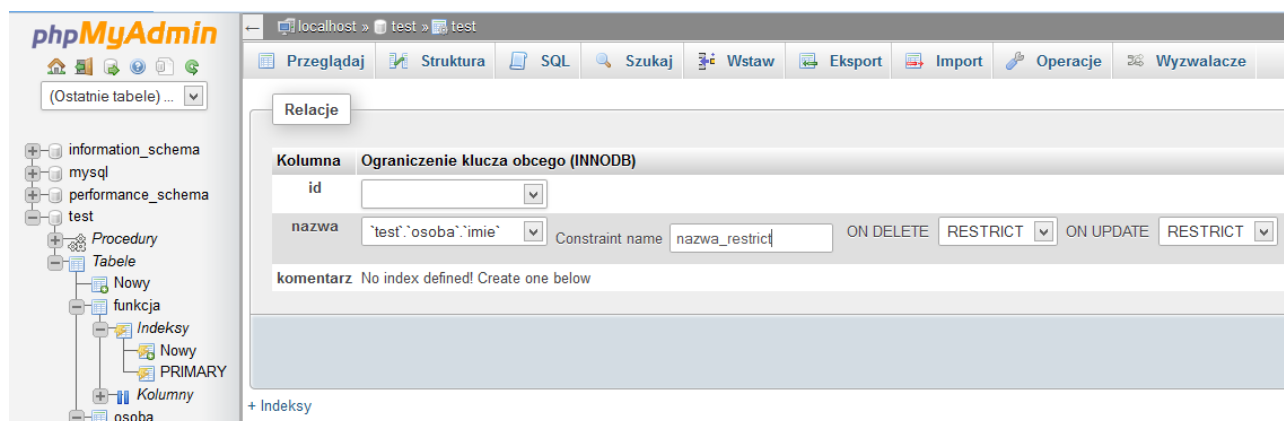 phpMyAdmin
(Ostatnie tabele) ...
information_schema
mysql
performance_schema
test
Procedury
Tabele
Nowy
funkcja
Indeksy
Nowy
PRIMARY
Kolumny
osoba
← localhost » test » test
Przeglądaj Struktura SQL Szukaj Wstaw Eksport Import Operacje Wyzwalacze
Relacje
Kolumna Ograniczenie klucza obcego (INNODB)
id
nazwa `test`.`osoba`.`imie` Constraint name nazwa_restrict ON DELETE RESTRICT ON UPDATE RESTRICT
komentarz No index defined! Create one below
+ Indeksy